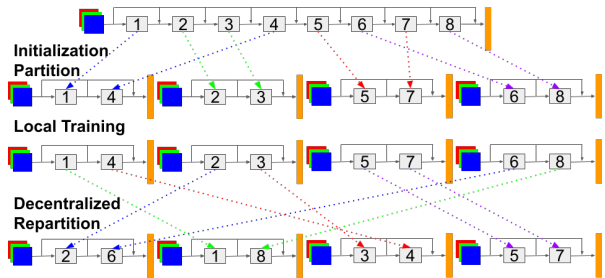 1 2 3 4 5 6 7 8
Initialization
Partition
1 4 2 3 5 7 6 8
Local Training
1 4 2 3 5 7 6 8
Decentralized
Repartition
2 6 1 8 3 4 5 7